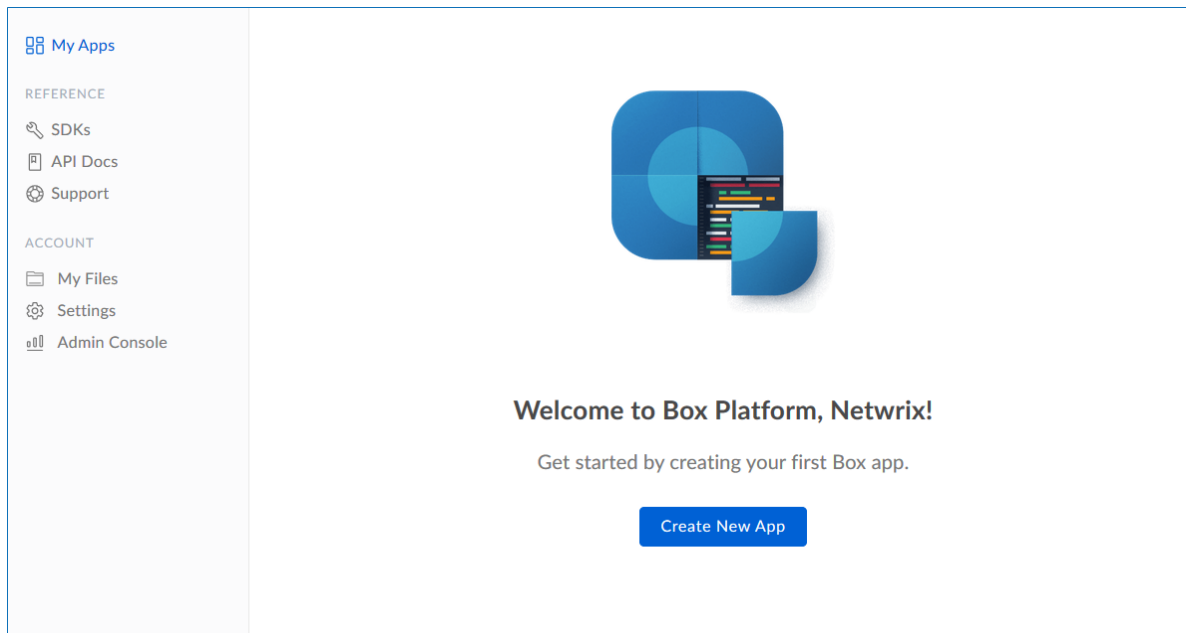 My Apps
REFERENCE
SDKs
API Docs
Support
ACCOUNT
My Files
Settings
Admin Console
Welcome to Box Platform, Netwrix!
Get started by creating your first Box app.
Create New App